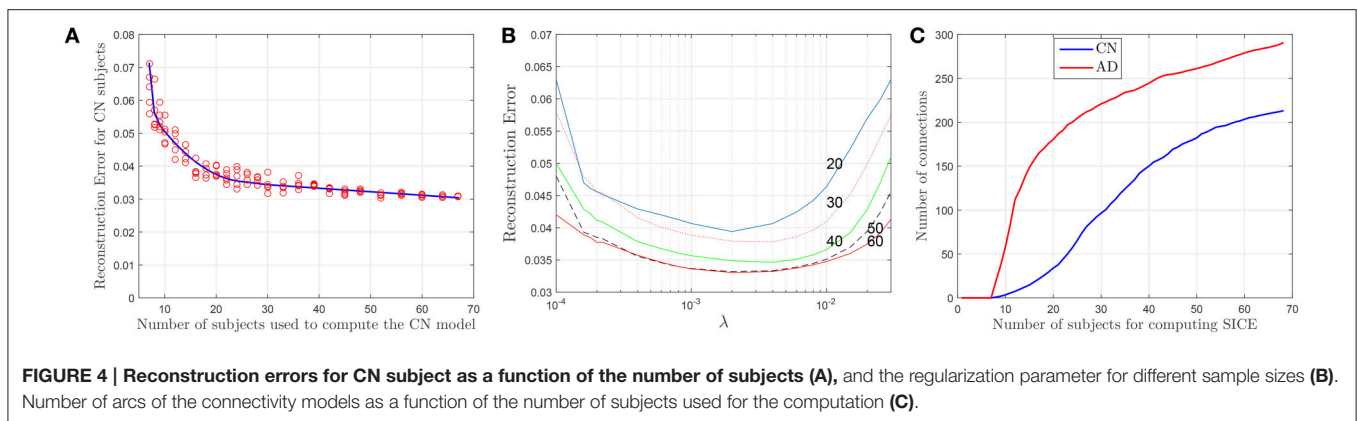 A
Reconstruction Error for CN subjects
0.08
0.07
0.06
0.05
0.04
0.03
0.02
0.01
0
10 20 30 40 50 60 70
Number of subjects used to compute the CN model
B
Reconstruction Error
0.07
0.065
0.06
0.055
0.05
0.045
0.04
0.035
0.03
20
30
40
50
60
10-4 10-3 10-2
λ
C
Number of connections
300
250
200
150
100
50
0
CN
AD
0 10 20 30 40 50 60 70
Number of subjects for computing SICE
FIGURE 4 | Reconstruction errors for CN subject as a function of the number of subjects (A), and the regularization parameter for different sample sizes (B).
Number of arcs of the connectivity models as a function of the number of subjects used for the computation (C).